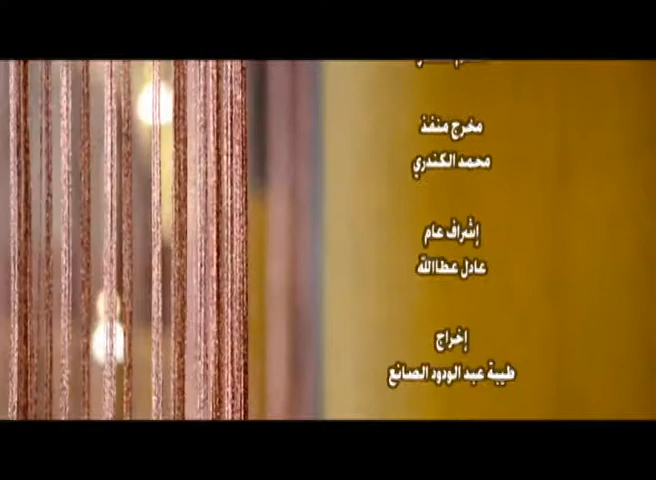 مخرج منفذ
محمد الكندري
إشراف عام
عادل عطاالله
إخراج
طيبة عبد الودود الصانع